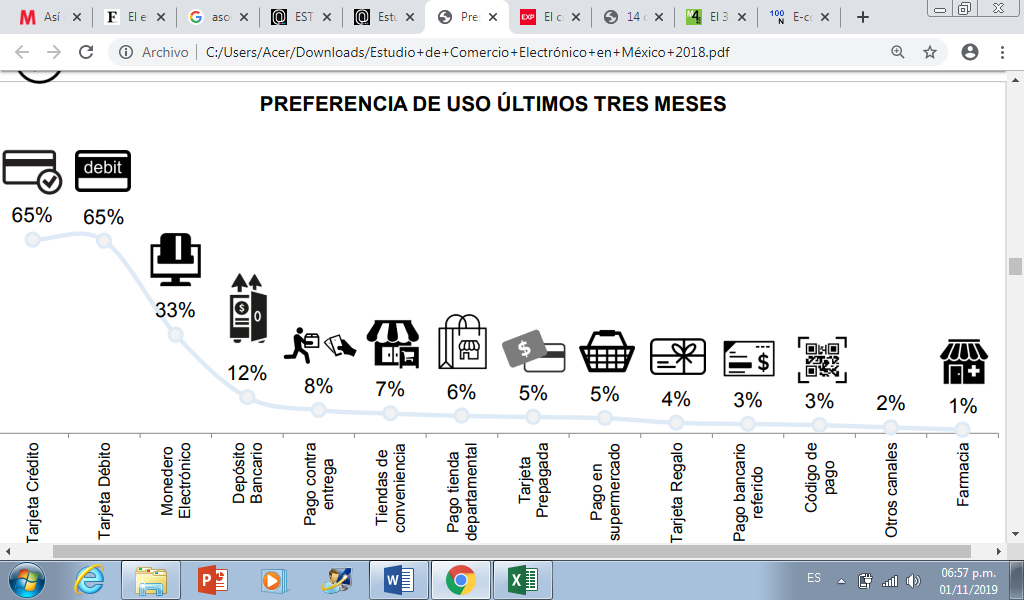 M Así
F El e
G aso
@ EST
@ Estu
Pre
EXP El c
14 c
4 El 3
100 N E-co
Archivo | C:/Users/Acer/Downloads/Estudio+de+Comercio+Electrónico+en+México+2018.pdf
PREFERENCIA DE USO ÚLTIMOS TRES MESES
debit
65%
65%
33%
12%
8%
7%
6%
5%
5%
4%
3%
3%
2%
1%
Tarjeta Crédito
Tarjeta Débito
Monedero
Electrónico
Depósito
Bancario
Pago contra
entrega
Tiendas de
conveniencia
Pago tienda
departamental
Tarjeta
Prepagada
Pago en
supermercado
Tarjeta Regalo
Pago bancario
referido
Código de
pago
Otros canales
Farmacia
ES
06:57 p.m.
01/11/2019